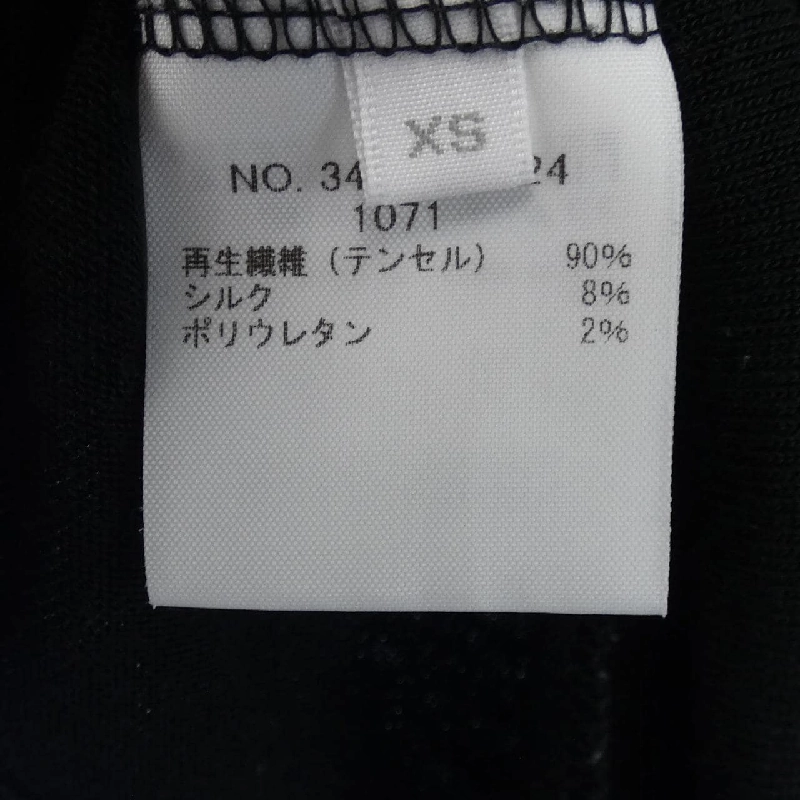 XS
NO. 34 24
1071
再生繊維(テンセル) 90%
シルク 8%
ポリウレタン 2%